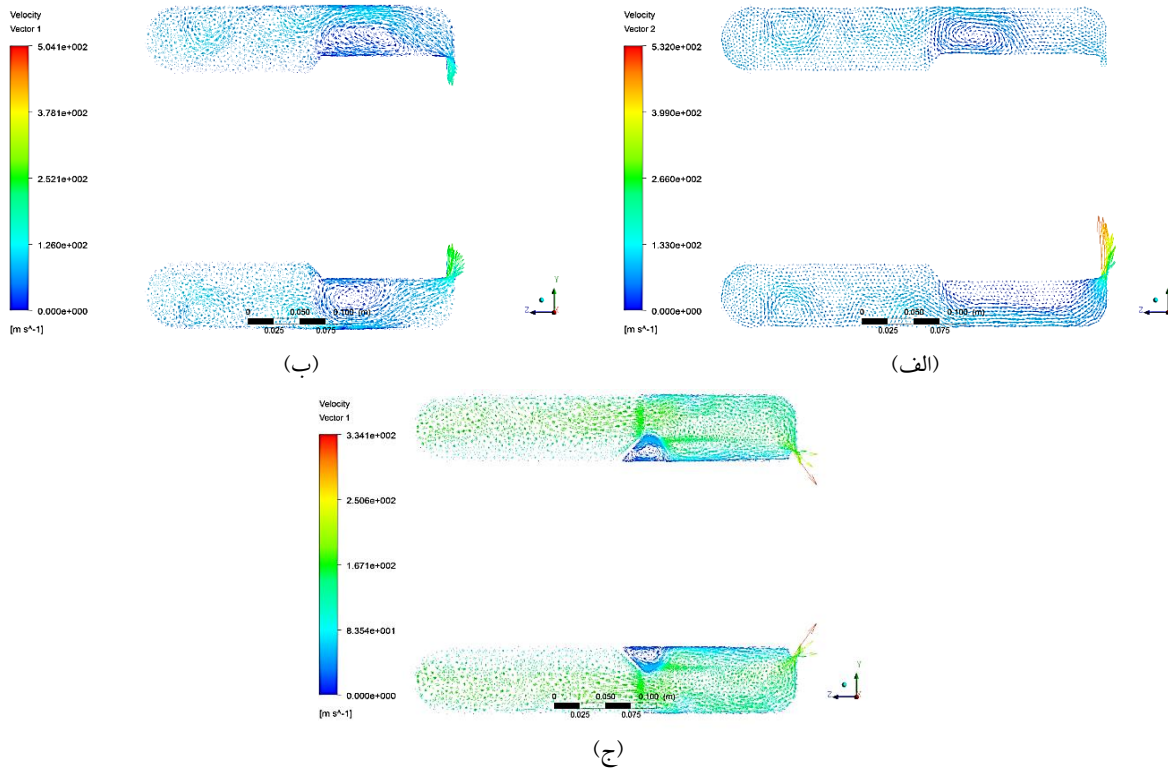 Velocity
Vector 1
5.041e+002
3.781e+002
2.521e+002
1.260e+002
0.000e+000
[m s^-1]
0 0.050 0.100 (m)
0.025 0.075
Y
Z
(ب)
Velocity
Vector 2
5.320e+002
3.990e+002
2.660e+002
1.330e+002
0.000e+000
[m s^-1]
0 0.050 0.100 (m)
0.025 0.075
Y
Z
(الف)
Velocity
Vector 1
3.341e+002
2.506e+002
1.671e+002
8.354e+001
0.000e+000
[m s^-1]
0 0.050 0.100 (m)
0.025 0.075
Y
Z
(ج)